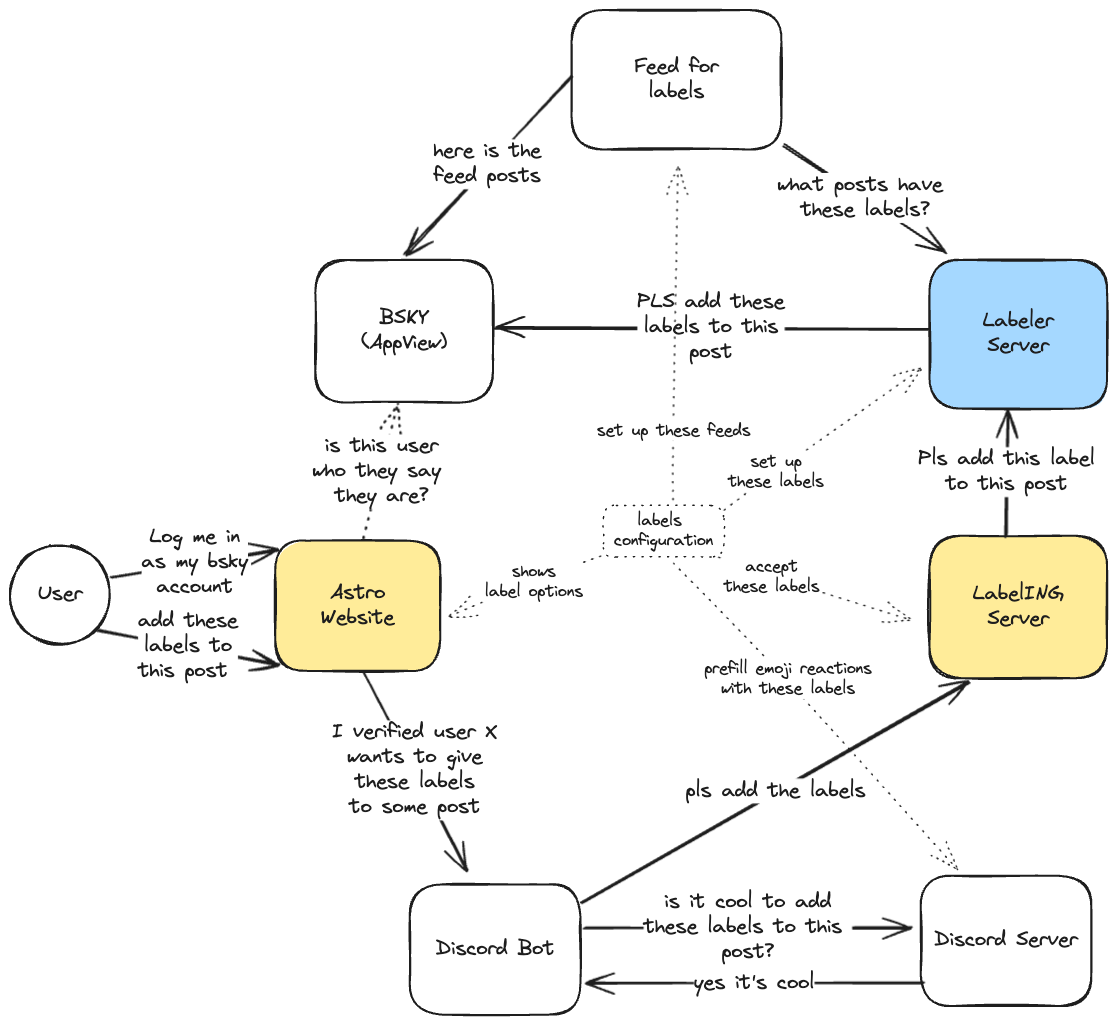 Feed for
labels
here is the
feed posts
what posts have
these labels?
BSKY
(AppView)
PLS add these
labels to this
post
Labeler
Server
is this user
who they say
they are?
set up these feeds
set up
these labels
Pls add this label
to this post
labels
configuration
Log me in
as my bsky
account
User
add these
labels to
this post
Astro
Website
shows
label options
accept
these labels
LabelING
Server
prefill emoji reactions
with these labels
I verified user X
wants to give
these labels
to some post
pls add the labels
Discord Bot
is it cool to add
these labels to this
post?
yes it's cool
Discord Server